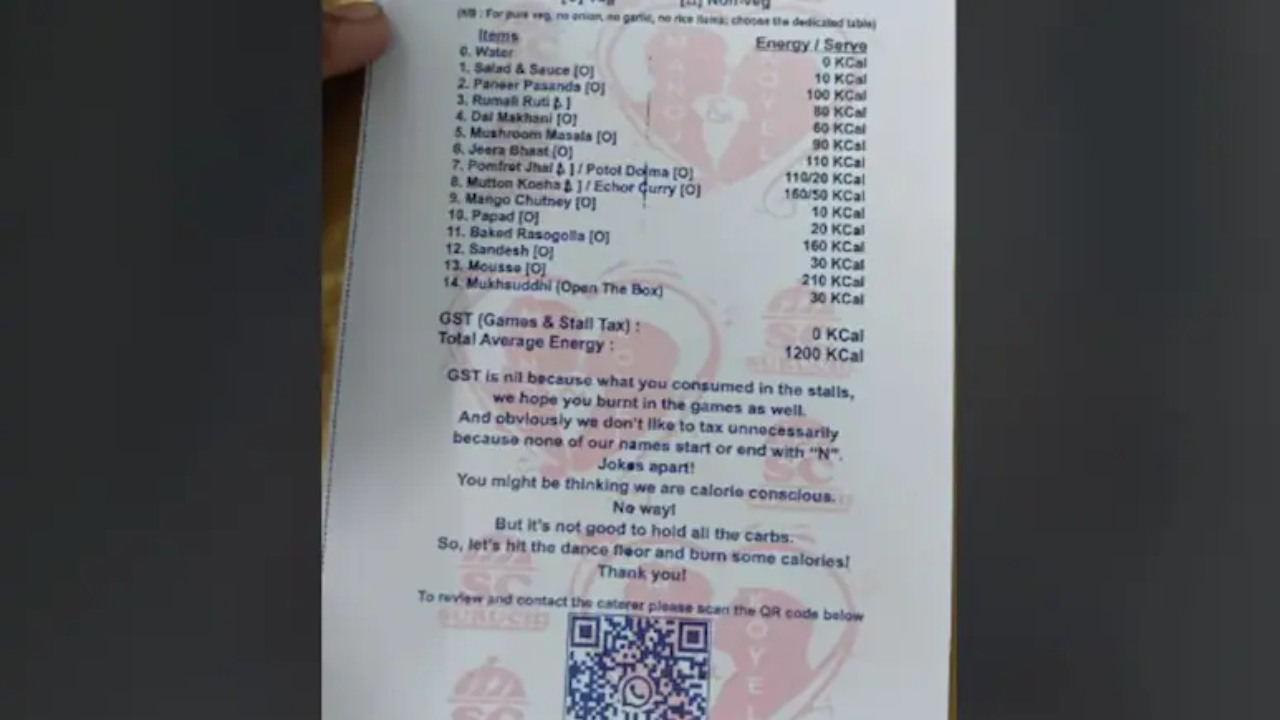 [O] Veg [Δ] Non-veg
(NB : For pure veg, no onion, no garlic, no rice items; choose the dedicated table)
Items Energy / Serve
0. Water 0 KCal
1. Salad & Sauce [O] 10 KCal
2. Paneer Pasanda [O] 100 KCal
3. Rumali Ruti ] 80 KCal
4. Dal Makhani [O] 60 KCal
5. Mushroom Masala [O] 90 KCal
6. Jeera Bhaat [O] 110 KCal
7. Pomfret Jhal ] / Potol Dolma [O] 110/20 KCal
8. Mutton Kosha ] / Echor Curry [O] 160/50 KCal
9. Mango Chutney [O] 10 KCal
10. Papad [O] 20 KCal
11. Baked Rasogolla [O] 160 KCal
12. Sandesh [O] 30 KCal
13. Mousse [O] 210 KCal
14. Mukhsuddhi (Open The Box) 30 KCal
GST (Games & Stall Tax) : 0 KCal
Total Average Energy : 1200 KCal
GST is nil because what you consumed in the stalls,
we hope you burnt in the games as well.
And obviously we don't like to tax unnecessarily
because none of our names start or end with "N".
Jokes apart!
You might be thinking we are calorie conscious.
No way!
But it's not good to hold all the carbs.
So, let's hit the dance floor and burn some calories!
Thank you!
To review and contact the caterer please scan the QR code below
MANOJ
&
KOYEL
SC
SURUCHI